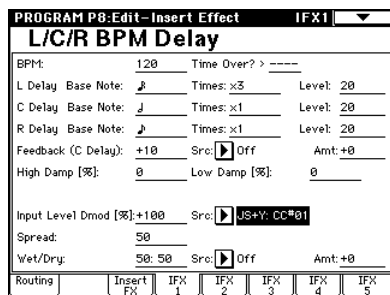 PROGRAM P8:Edit-Insert Effect IFX1
L/C/R BPM Delay
BPM: 120 Time Over? > ----
L Delay Base Note: ♪ Times: x3 Level: 20
C Delay Base Note: 𝅗𝅥 Times: x1 Level: 20
R Delay Base Note: ♪ Times: x1 Level: 20
Feedback (C Delay): +10 Src: Off Amt: +0
High Damp [%]: 0 Low Damp [%]: 0
Input Level Dmod [%]: +100 Src: JS+Y: CC#01
Spread: 50
Wet/Dry: 50: 50 Src: Off Amt: +0
Routing Insert FX IFX 1 IFX 2 IFX 3 IFX 4 IFX 5